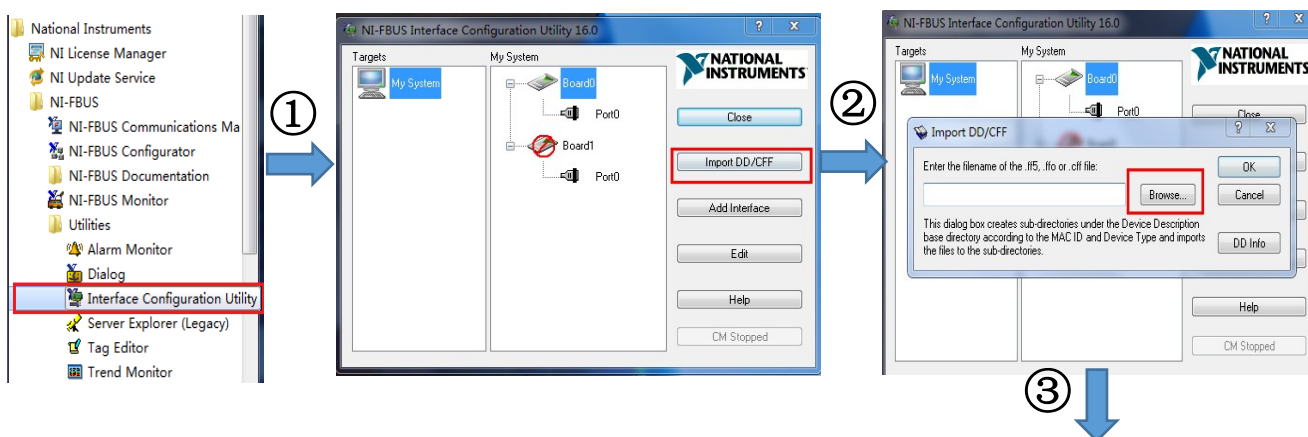 National Instruments
NI License Manager
NI Update Service
NI-FBUS
NI-FBUS Communications Ma
NI-FBUS Configurator
NI-FBUS Documentation
NI-FBUS Monitor
Utilities
Alarm Monitor
Dialog
Interface Configuration Utility
Server Explorer (Legacy)
Tag Editor
Trend Monitor
①
NI-FBUS Interface Configuration Utility 16.0
Targets
My System
My System
Board0
Port0
Board1
Port0
NATIONAL
INSTRUMENTS
Close
Import DD/CFF
Add Interface
Edit
Help
CM Stopped
②
NI-FBUS Interface Configuration Utility 16.0
Targets
My System
My System
Board0
Port0
NATIONAL
INSTRUMENTS
Close
Import DD/CFF
Enter the filename of the .ff5, .ffo or .cff file:
Browse...
OK
Cancel
This dialog box creates sub-directories under the Device Description
base directory according to the MAC ID and Device Type and imports
the files to the sub-directories.
DD Info
Help
CM Stopped
③